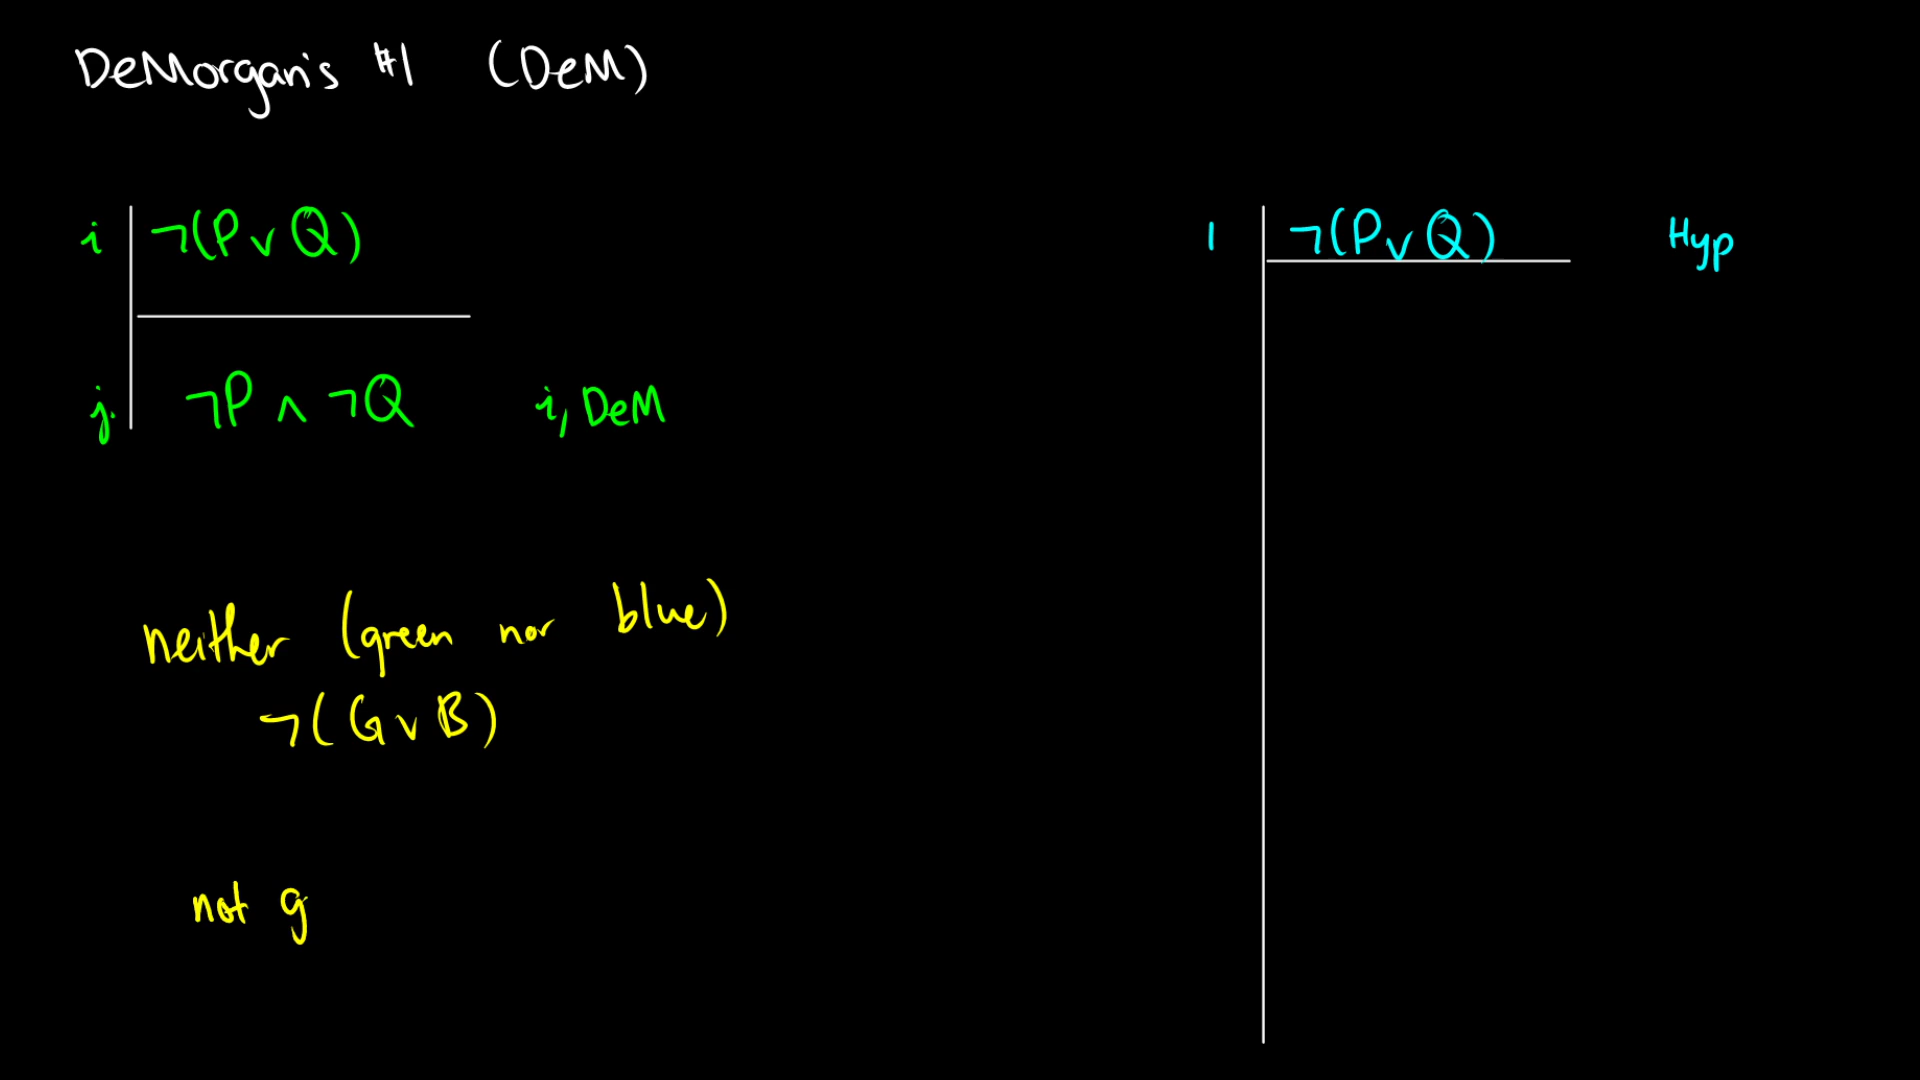 DeMorgan's #1 (DeM)
i ¬(P∨Q)
j. ¬P ∧ ¬Q i, DeM
neither (green nor blue)
¬(G∨B)
not g
1 ¬(P∨Q) Hyp